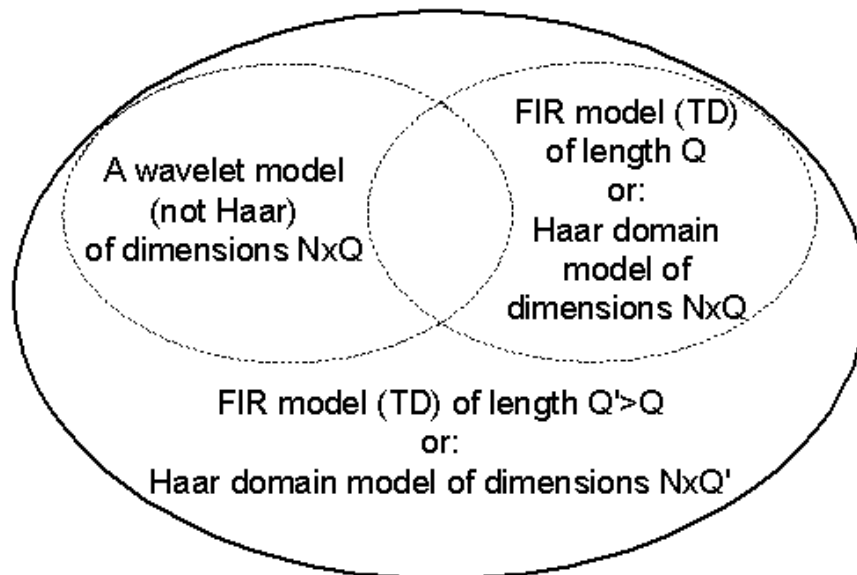 A wavelet model
(not Haar)
of dimensions NxQ
FIR model (TD)
of length Q
or:
Haar domain
model of
dimensions NxQ
FIR model (TD) of length Q'>Q
or:
Haar domain model of dimensions NxQ'